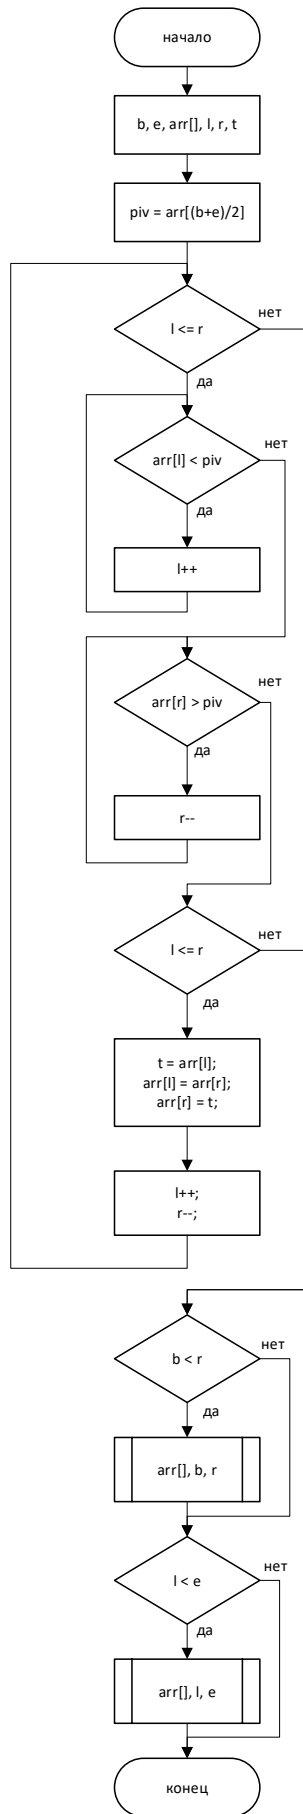 начало
b, e, arr[], l, r, t
piv = arr[(b+e)/2]
l <= r
нет
да
arr[l] < piv
нет
да
l++
arr[r] > piv
нет
да
r--
l <= r
нет
да
t = arr[l];
arr[l] = arr[r];
arr[r] = t;
l++;
r--;
b < r
нет
да
arr[], b, r
l < e
нет
да
arr[], l, e
конец